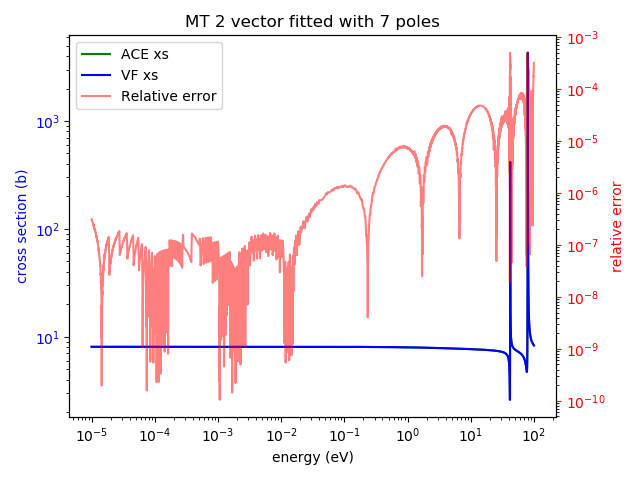 MT 2 vector fitted with 7 poles
ACE xs
VF xs
Relative error
cross section (b)
10³
10²
10¹
relative error
10⁻³
10⁻⁴
10⁻⁵
10⁻⁶
10⁻⁷
10⁻⁸
10⁻⁹
10⁻¹⁰
10⁻⁵ 10⁻⁴ 10⁻³ 10⁻² 10⁻¹ 10⁰ 10¹ 10²
energy (eV)